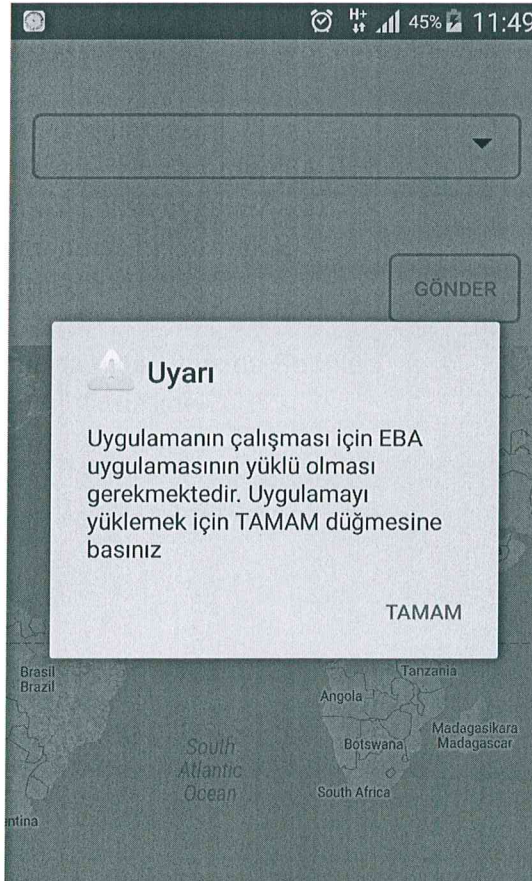 45% 11:49
GÖNDER
Uyarı
Uygulamanın çalışması için EBA
uygulamasının yüklü olması
gerekmektedir. Uygulamayı
yüklemek için TAMAM düğmesine
basınız
TAMAM
Brasil
Brazil
Tanzania
Angola
Madagasikara
Madagascar
Botswana
South
Atlantic
Ocean
South Africa
entina